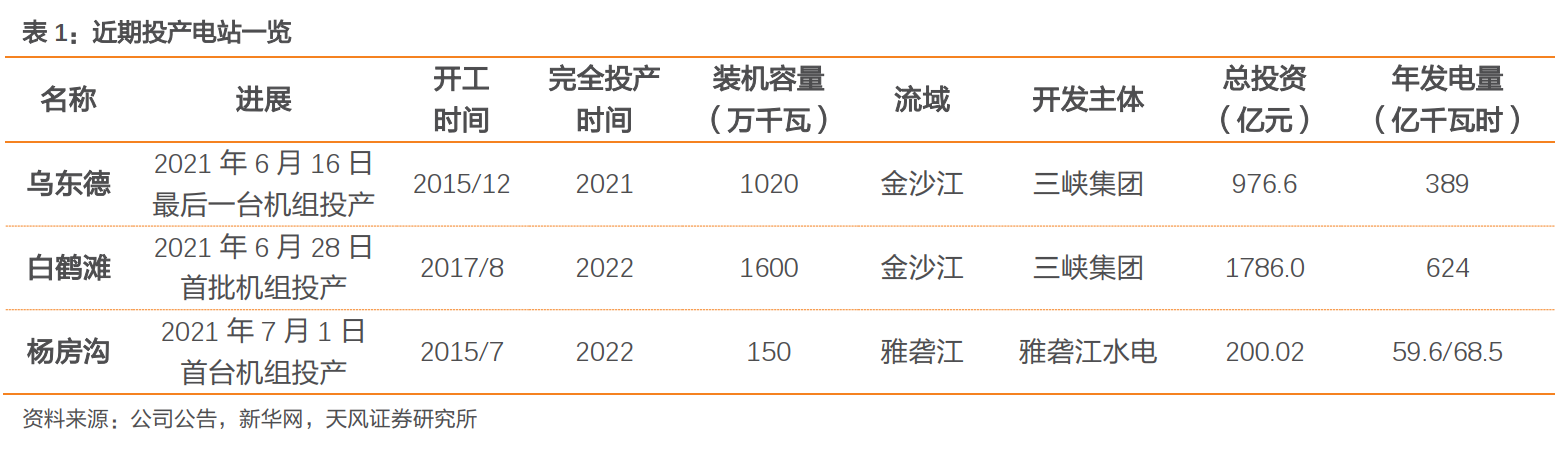 表 1：近期投产电站一览
名称 进展 开工时间 完全投产时间 装机容量（万千瓦） 流域 开发主体 总投资（亿元） 年发电量（亿千瓦时）
乌东德 2021 年 6 月 16 日最后一台机组投产 2015/12 2021 1020 金沙江 三峡集团 976.6 389
白鹤滩 2021 年 6 月 28 日首批机组投产 2017/8 2022 1600 金沙江 三峡集团 1786.0 624
杨房沟 2021 年 7 月 1 日首台机组投产 2015/7 2022 150 雅砻江 雅砻江水电 200.02 59.6/68.5
资料来源：公司公告，新华网，天风证券研究所